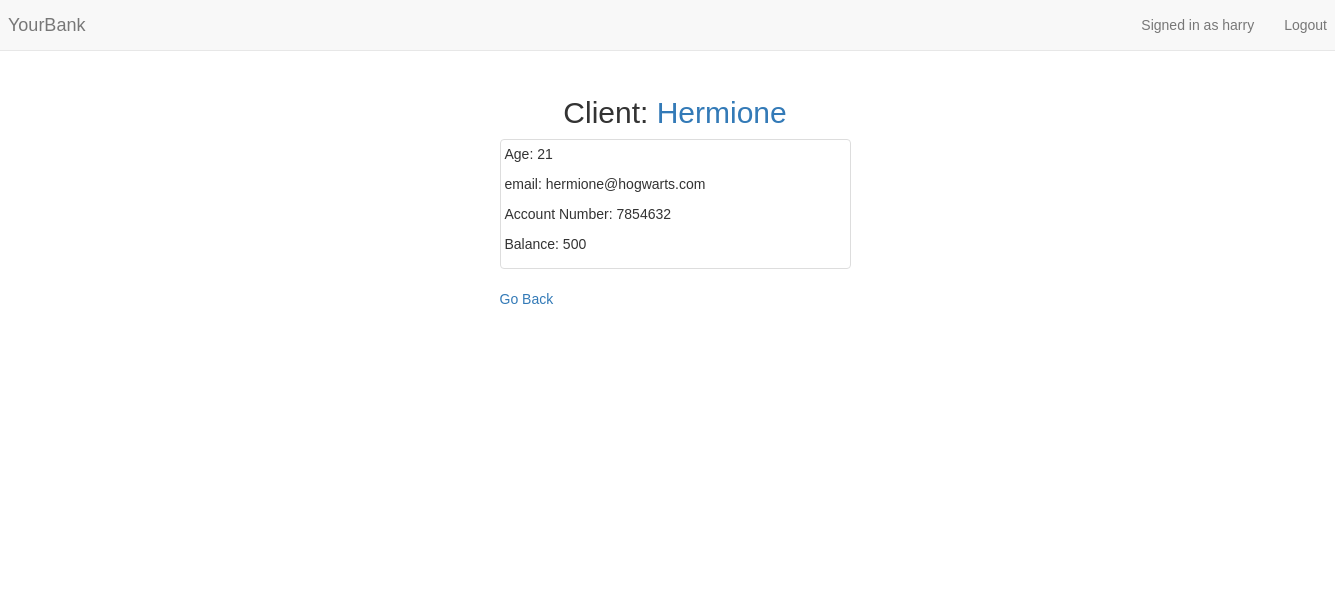 YourBank Signed in as harry Logout
Client: Hermione
Age: 21
email: hermione@hogwarts.com
Account Number: 7854632
Balance: 500
Go Back